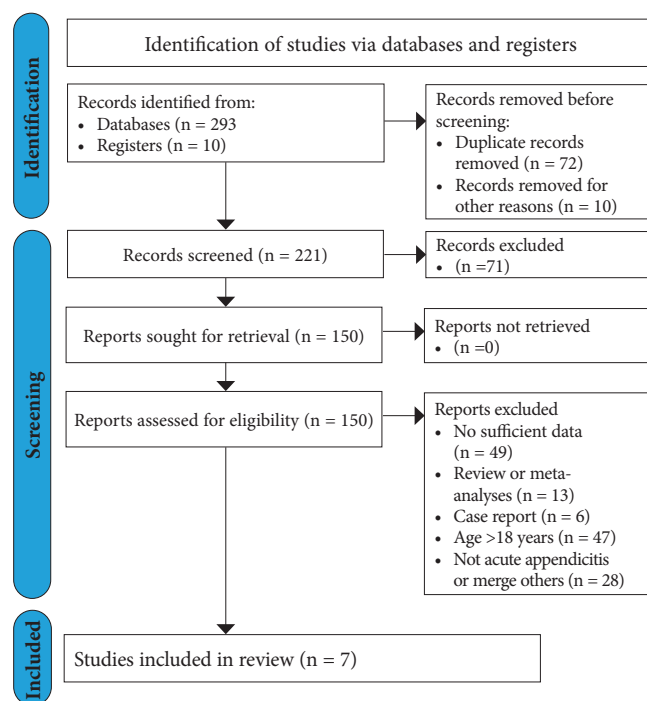 Identification of studies via databases and registers
Identification
Records identified from:
• Databases (n = 293
• Registers (n = 10)
Records removed before
screening:
• Duplicate records
removed (n = 72)
• Records removed for
other reasons (n = 10)
Screening
Records screened (n = 221)
Records excluded
• (n =71)
Reports sought for retrieval (n = 150)
Reports not retrieved
• (n =0)
Reports assessed for eligibility (n = 150)
Reports excluded
• No sufficient data
(n = 49)
• Review or meta-
analyses (n = 13)
• Case report (n = 6)
• Age >18 years (n = 47)
• Not acute appendicitis
or merge others (n = 28)
Included
Studies included in review (n = 7)